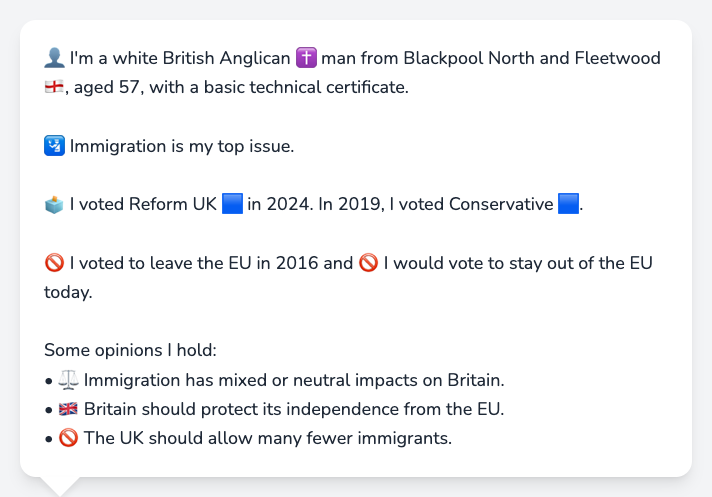 👤 I'm a white British Anglican ✝️ man from Blackpool North and Fleetwood
🏴󠁧󠁢󠁥󠁮󠁧󠁿, aged 57, with a basic technical certificate.
🛂 Immigration is my top issue.
🗳️ I voted Reform UK 🟦 in 2024. In 2019, I voted Conservative 🟦.
🚫 I voted to leave the EU in 2016 and 🚫 I would vote to stay out of the EU
today.
Some opinions I hold:
• ⚖️ Immigration has mixed or neutral impacts on Britain.
• 🇬🇧 Britain should protect its independence from the EU.
• 🚫 The UK should allow many fewer immigrants.